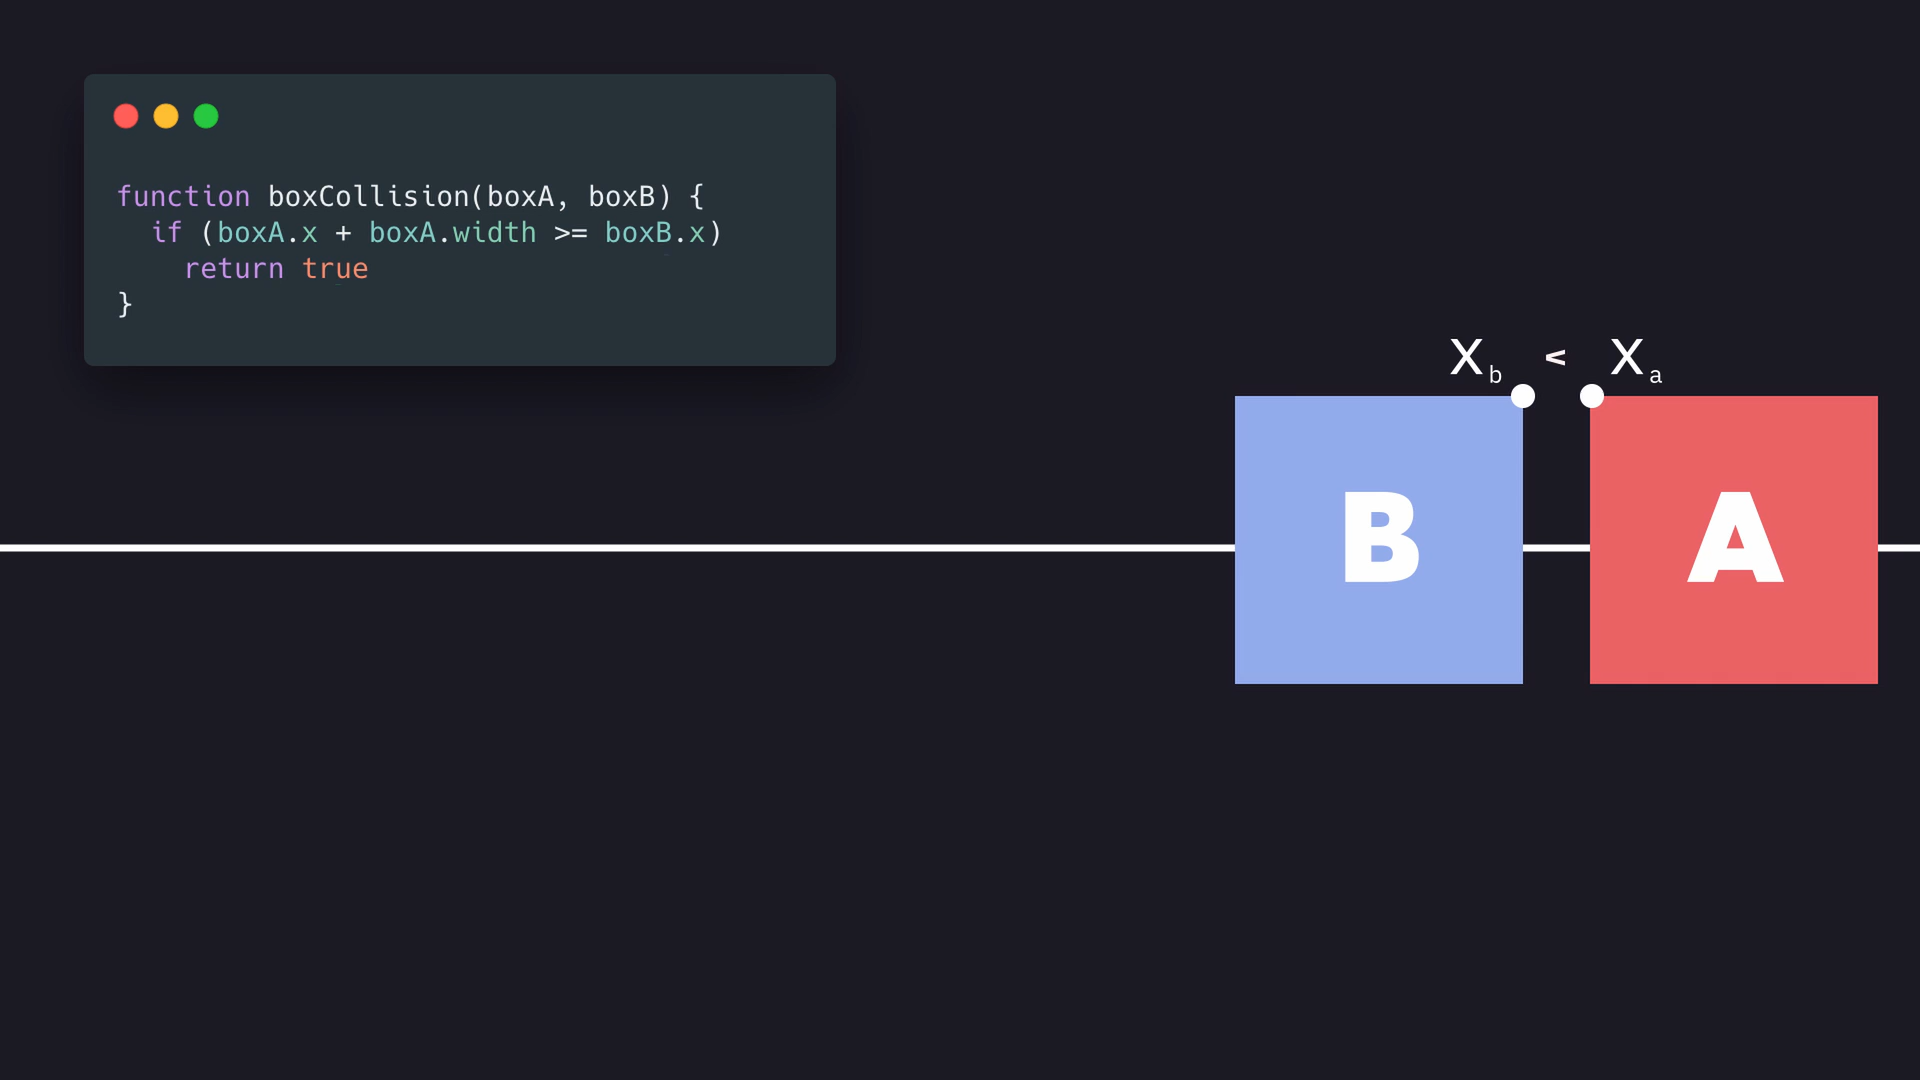 function boxCollision(boxA, boxB) {
  if (boxA.x + boxA.width >= boxB.x)
    return true
}
Xb < Xa
B A